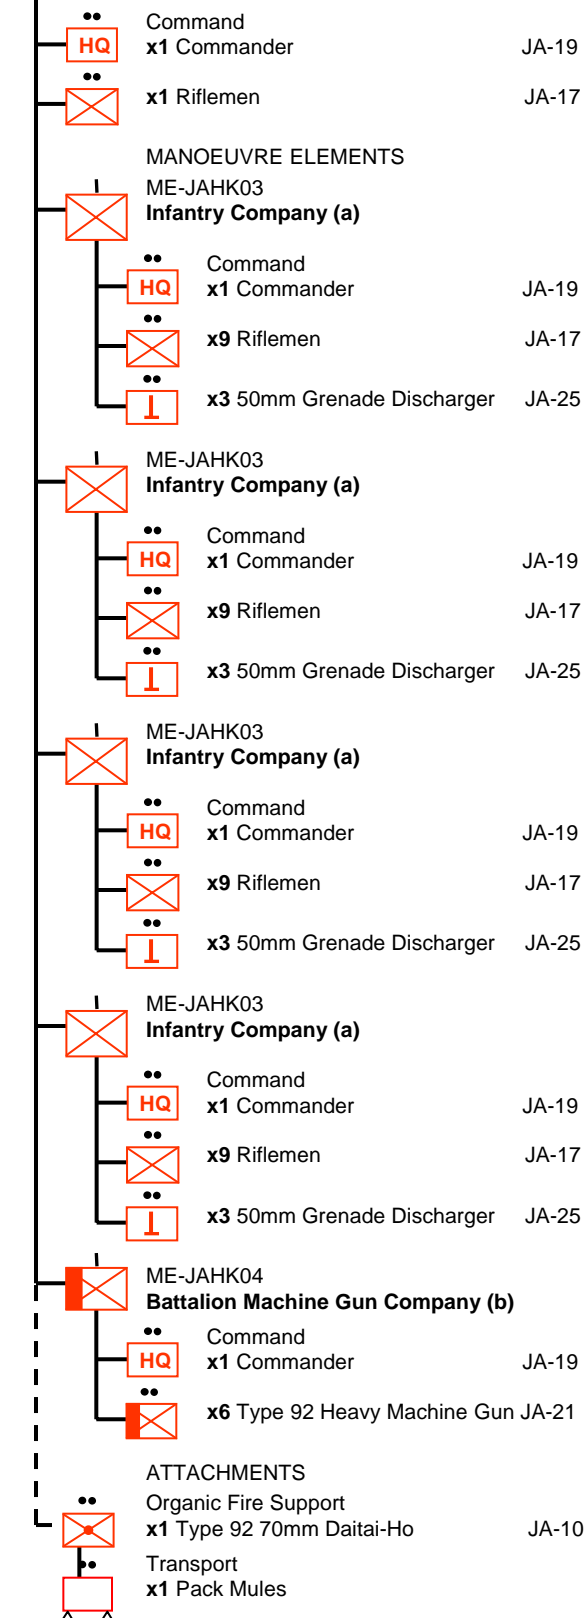 Command
HQ x1 Commander JA-19
x1 Riflemen JA-17
MANOEUVRE ELEMENTS
ME-JAHK03
Infantry Company (a)
Command
HQ x1 Commander JA-19
x9 Riflemen JA-17
x3 50mm Grenade Discharger JA-25
ME-JAHK03
Infantry Company (a)
Command
HQ x1 Commander JA-19
x9 Riflemen JA-17
x3 50mm Grenade Discharger JA-25
ME-JAHK03
Infantry Company (a)
Command
HQ x1 Commander JA-19
x9 Riflemen JA-17
x3 50mm Grenade Discharger JA-25
ME-JAHK03
Infantry Company (a)
Command
HQ x1 Commander JA-19
x9 Riflemen JA-17
x3 50mm Grenade Discharger JA-25
ME-JAHK04
Battalion Machine Gun Company (b)
Command
HQ x1 Commander JA-19
x6 Type 92 Heavy Machine Gun JA-21
ATTACHMENTS
Organic Fire Support
x1 Type 92 70mm Daitai-Ho JA-10
Transport
x1 Pack Mules